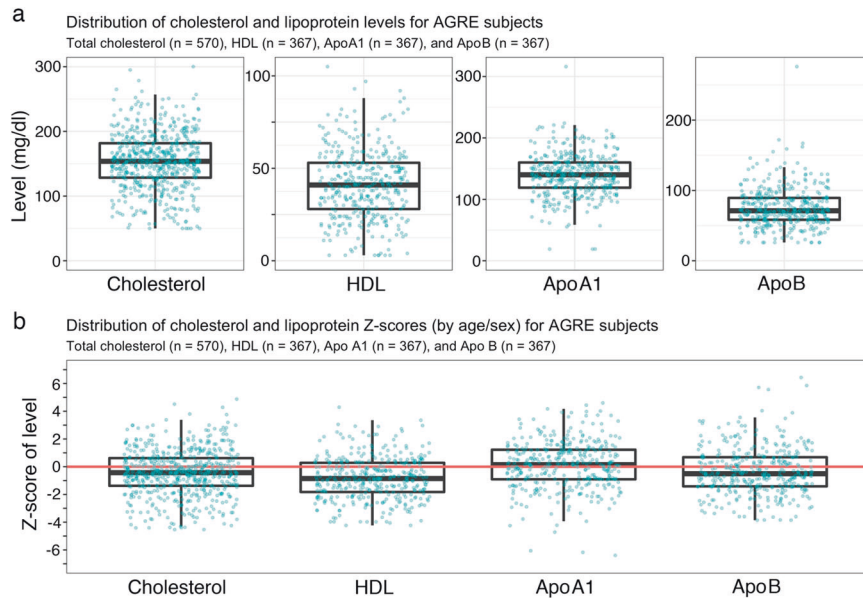 a
Distribution of cholesterol and lipoprotein levels for AGRE subjects
Total cholesterol (n = 570), HDL (n = 367), ApoA1 (n = 367), and ApoB (n = 367)
Level (mg/dl)
300
200
100
0
Cholesterol
100
50
0
HDL
300
200
100
0
ApoA1
200
100
0
ApoB
b
Distribution of cholesterol and lipoprotein Z-scores (by age/sex) for AGRE subjects
Total cholesterol (n = 570), HDL (n = 367), Apo A1 (n = 367), and Apo B (n = 367)
Z-score of level
6
4
2
0
-2
-4
-6
Cholesterol
HDL
ApoA1
ApoB